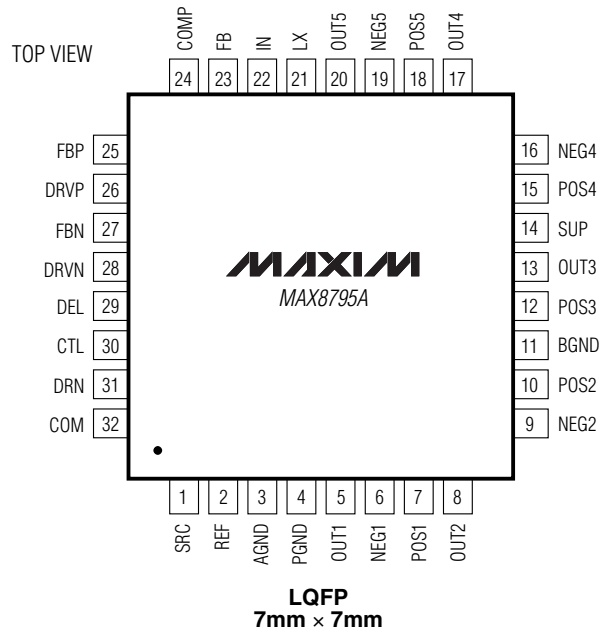 TOP VIEW
COMP
FB
IN
LX
OUT5
NEG5
POS5
OUT4
24
23
22
21
20
19
18
17
FBP 25
DRVP 26
FBN 27
DRVN 28
DEL 29
CTL 30
DRN 31
COM 32
16 NEG4
15 POS4
14 SUP
13 OUT3
12 POS3
11 BGND
10 POS2
9 NEG2
MAXIM
MAX8795A
1
2
3
4
5
6
7
8
SRC
REF
AGND
PGND
OUT1
NEG1
POS1
OUT2
LQFP
7mm × 7mm